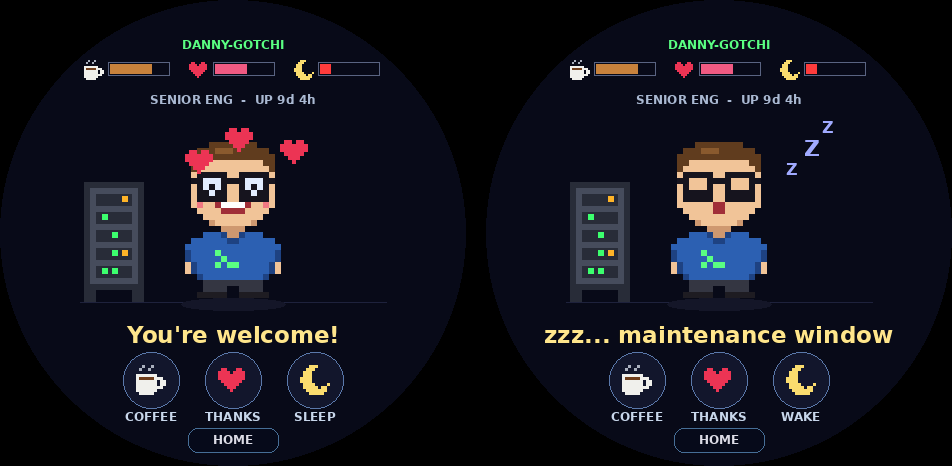 DANNY-GOTCHI
SENIOR ENG - UP 9d 4h
You're welcome!
COFFEE THANKS SLEEP
HOME
DANNY-GOTCHI
SENIOR ENG - UP 9d 4h
Z
Z
Z
zzz... maintenance window
COFFEE THANKS WAKE
HOME